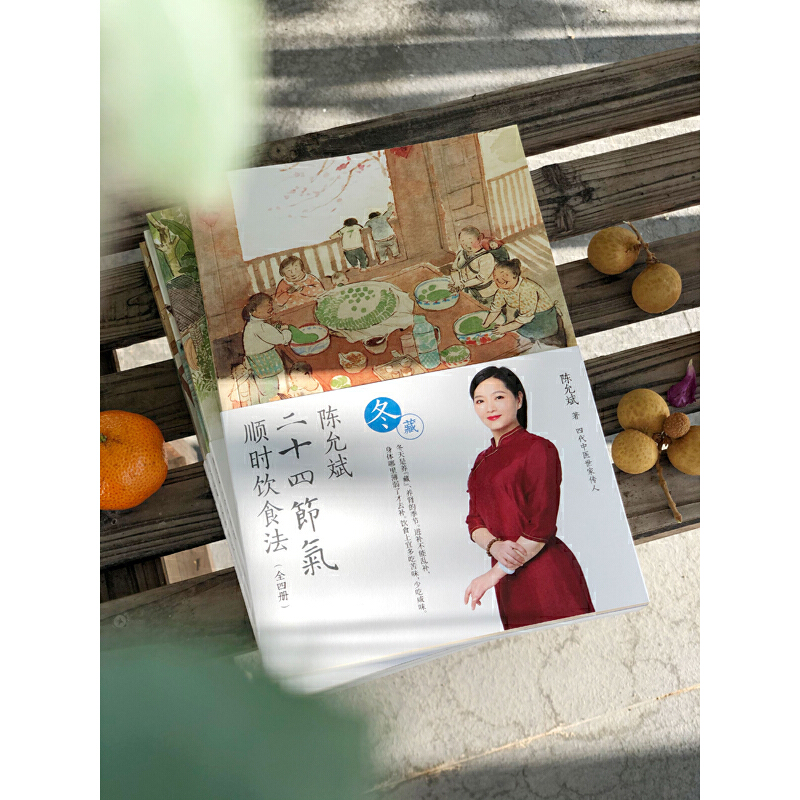 陈允斌
二十四節氣
顺时饮食法
（全四册）
冬
藏
冬天是养“藏”、养肾的季节，进补不能乱补，
身体哪里薄弱了才去补，饮食上宜多吃苦味、少吃咸味。
陈允斌 著 四代中医世家传人